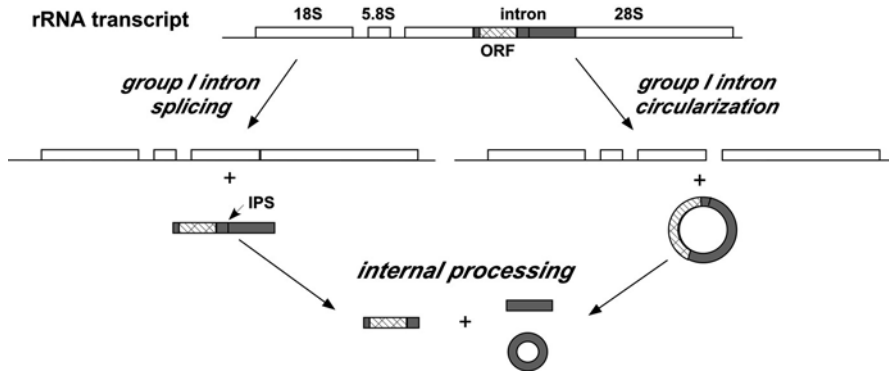 rRNA transcript
18S 5.8S intron 28S
ORF
group I intron
splicing
group I intron
circularization
+
+
IPS
internal processing
+